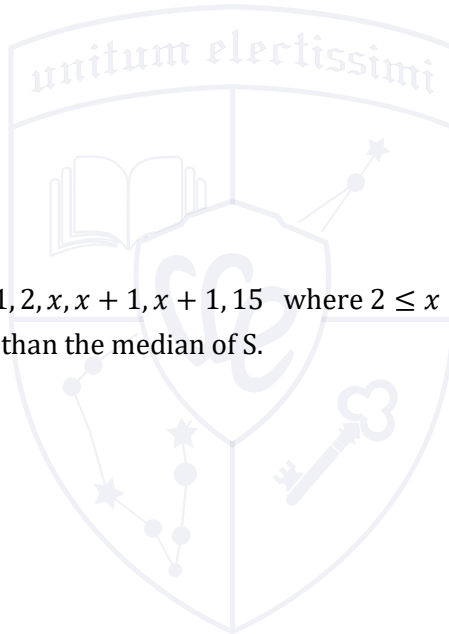 unitum electissimi
1, 2, x, x + 1, x + 1, 15 where 2 ≤ x
than the median of S.